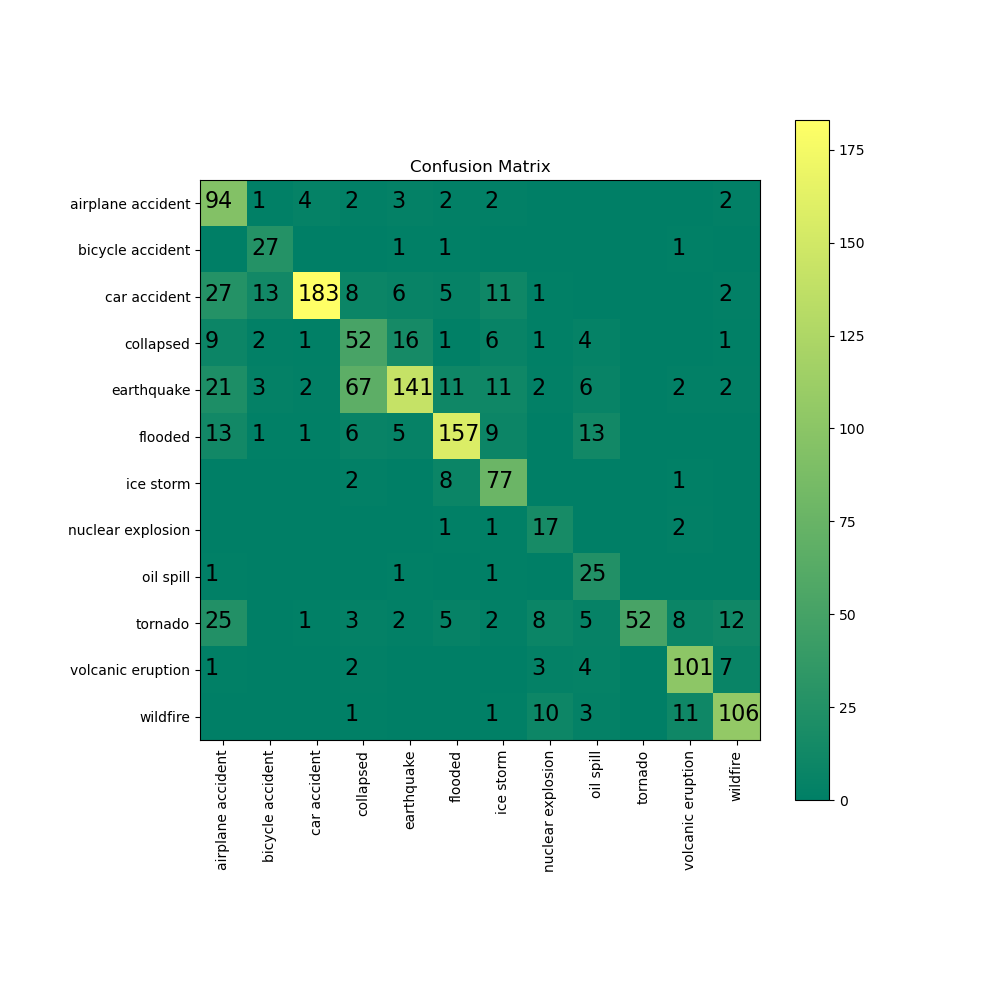 Confusion Matrix
airplane accident 94 1 4 2 3 2 2 2
bicycle accident 27 1 1 1
car accident 27 13 183 8 6 5 11 1 2
collapsed 9 2 1 52 16 1 6 1 4 1
earthquake 21 3 2 67 141 11 11 2 6 2 2
flooded 13 1 1 6 5 157 9 13
ice storm 2 8 77 1
nuclear explosion 1 1 17 2
oil spill 1 1 1 25
tornado 25 1 3 2 5 2 8 5 52 8 12
volcanic eruption 1 2 3 4 101 7
wildfire 1 1 10 3 11 106
airplane accident
bicycle accident
car accident
collapsed
earthquake
flooded
ice storm
nuclear explosion
oil spill
tornado
volcanic eruption
wildfire
175
150
125
100
75
50
25
0